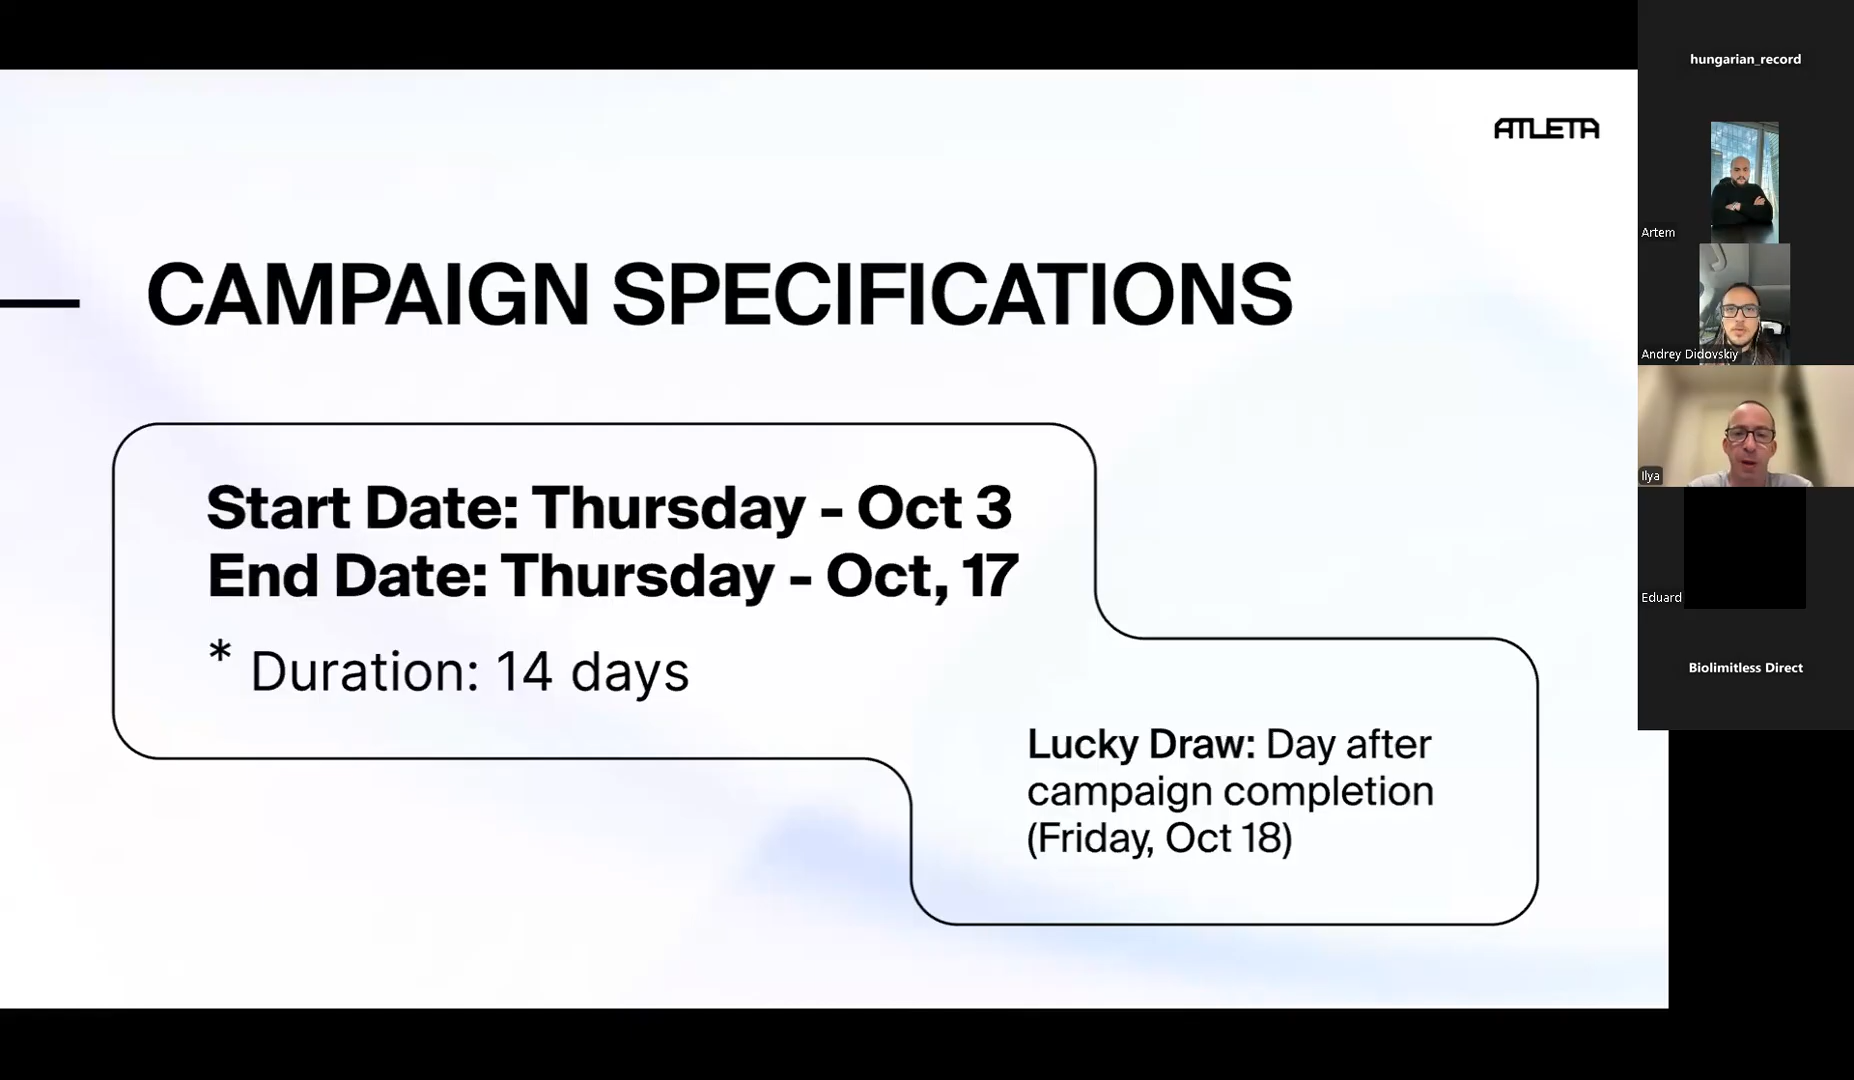 ATLETA
CAMPAIGN SPECIFICATIONS
Start Date: Thursday - Oct 3
End Date: Thursday - Oct, 17
* Duration: 14 days
Lucky Draw: Day after
campaign completion
(Friday, Oct 18)
hungarian_record
Artem
Andrey Didovskiy
Ilya
Eduard
Biolimitless Direct